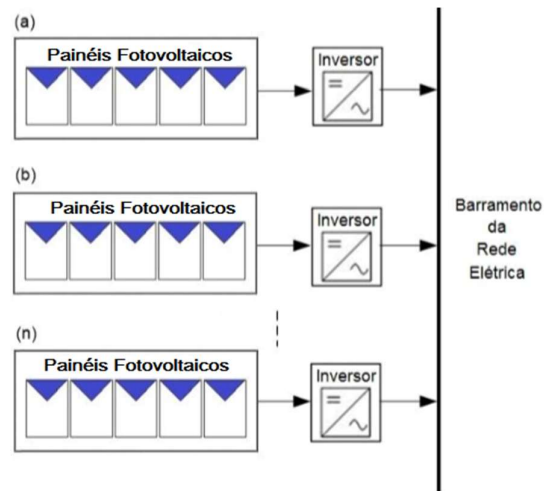 (a)
Painéis Fotovoltaicos
Inversor
(b)
Painéis Fotovoltaicos
Inversor
Barramento
da
Rede
Elétrica
(n)
Painéis Fotovoltaicos
Inversor